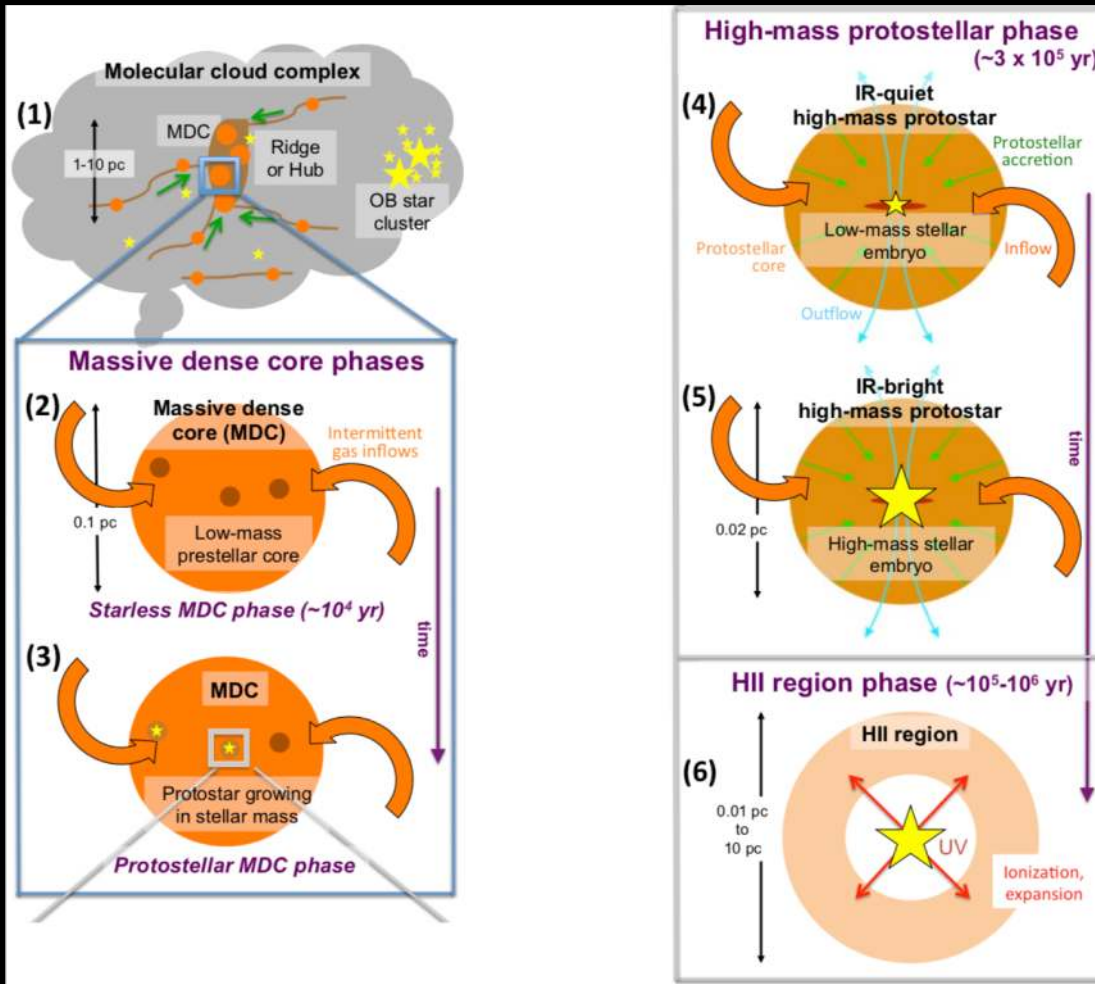 Molecular cloud complex
(1)
MDC
1-10 pc
Ridge
or Hub
OB star
cluster
Massive dense core phases
(2)
Massive dense
core (MDC)
Intermittent
gas inflows
0.1 pc
Low-mass
prestellar core
Starless MDC phase (~10⁴ yr)
time
(3)
MDC
Protostar growing
in stellar mass
Protostellar MDC phase
High-mass protostellar phase
(~3 x 10⁵ yr)
(4)
IR-quiet
high-mass protostar
Protostellar
accretion
Low-mass stellar
embryo
Protostellar
core
Inflow
Outflow
(5)
IR-bright
high-mass protostar
time
0.02 pc
High-mass stellar
embryo
HII region phase (~10⁵-10⁶ yr)
HII region
(6)
0.01 pc
to
10 pc
UV
Ionization,
expansion